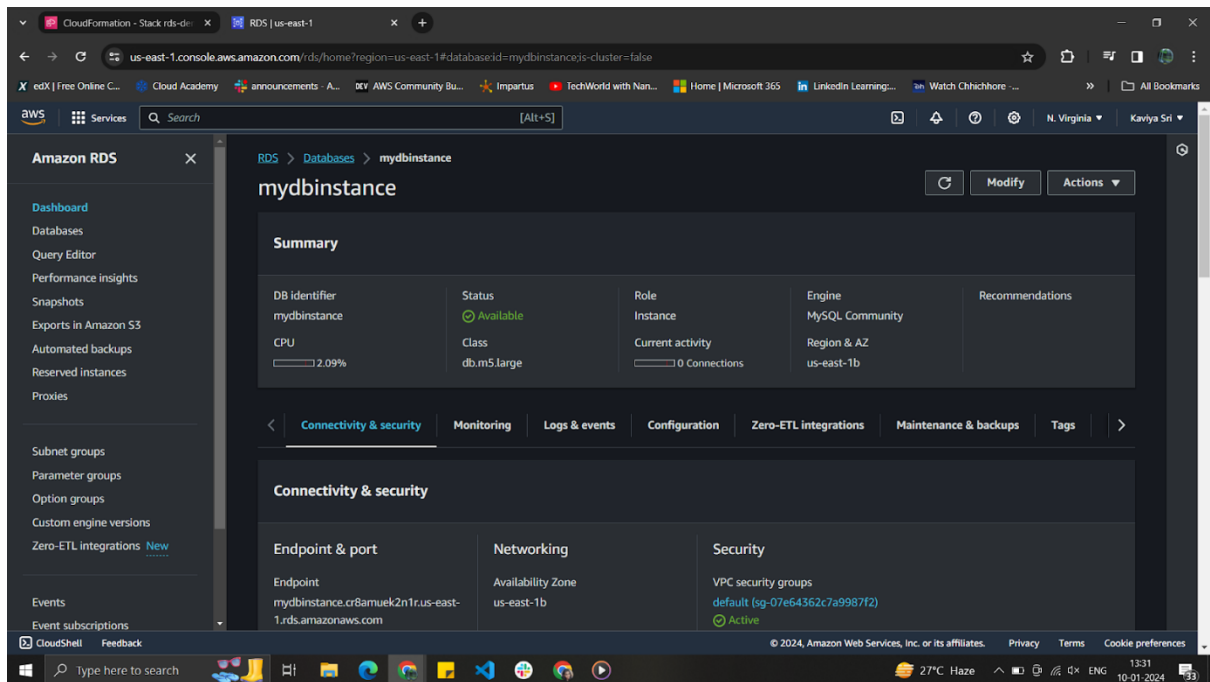 CloudFormation - Stack rds-der
RDS | us-east-1
us-east-1.console.aws.amazon.com/rds/home?region=us-east-1#database:id=mydbinstance;is-cluster=false
edX | Free Online C...
Cloud Academy
announcements - A...
DEV AWS Community Bu...
Impartus
TechWorld with Nan...
Home | Microsoft 365
LinkedIn Learning:...
Watch Chhichhore -...
»
All Bookmarks
aws
Services
Search
[Alt+S]
N. Virginia
Kaviya Sri
Amazon RDS
Dashboard
Databases
Query Editor
Performance insights
Snapshots
Exports in Amazon S3
Automated backups
Reserved instances
Proxies
Subnet groups
Parameter groups
Option groups
Custom engine versions
Zero-ETL integrations New
Events
Event subscriptions
RDS > Databases > mydbinstance
mydbinstance
Modify
Actions
Summary
DB identifier
mydbinstance
Status
Available
Role
Instance
Engine
MySQL Community
Recommendations
CPU
2.09%
Class
db.m5.large
Current activity
0 Connections
Region & AZ
us-east-1b
Connectivity & security
Monitoring
Logs & events
Configuration
Zero-ETL integrations
Maintenance & backups
Tags
Connectivity & security
Endpoint & port
Endpoint
mydbinstance.cr8amuek2n1r.us-east-
1.rds.amazonaws.com
Networking
Availability Zone
us-east-1b
Security
VPC security groups
default (sg-07e64362c7a9987f2)
Active
CloudShell
Feedback
© 2024, Amazon Web Services, Inc. or its affiliates.
Privacy
Terms
Cookie preferences
Type here to search
27°C Haze
ENG
13:31
10-01-2024
33